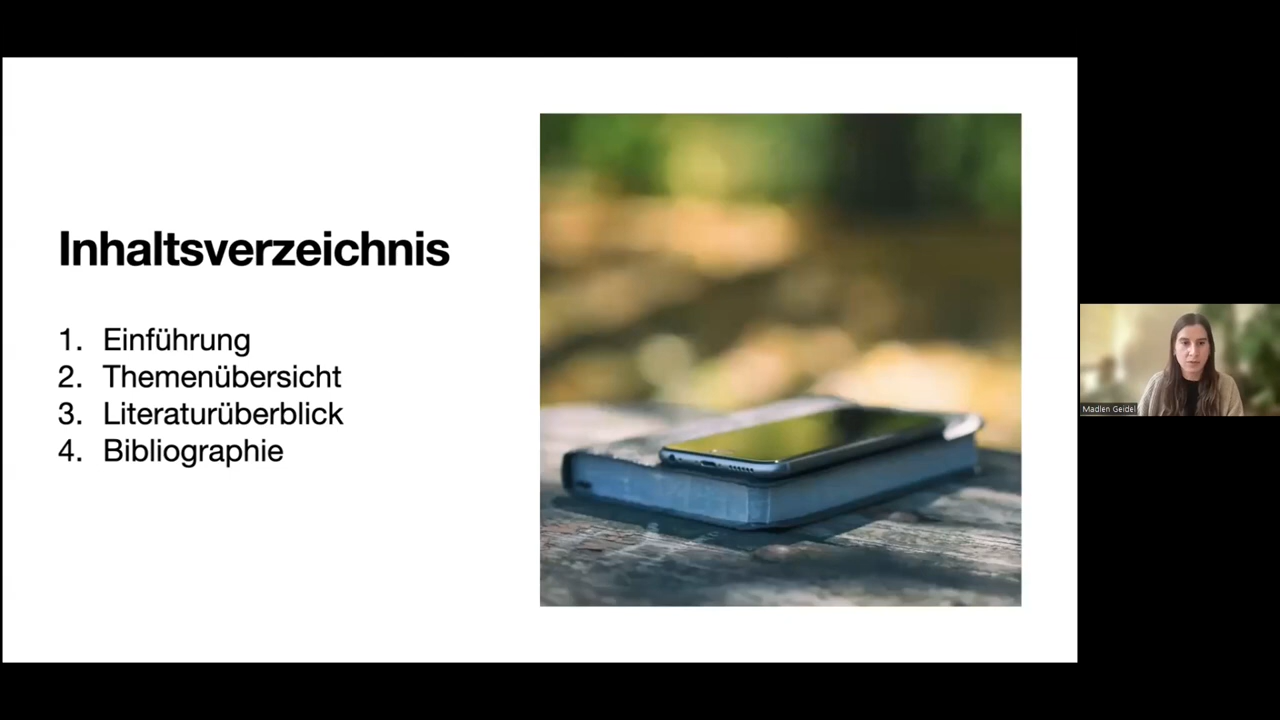 Inhaltsverzeichnis
1. Einführung
2. Themenübersicht
3. Literaturüberblick
4. Bibliographie
Madlen Geidel